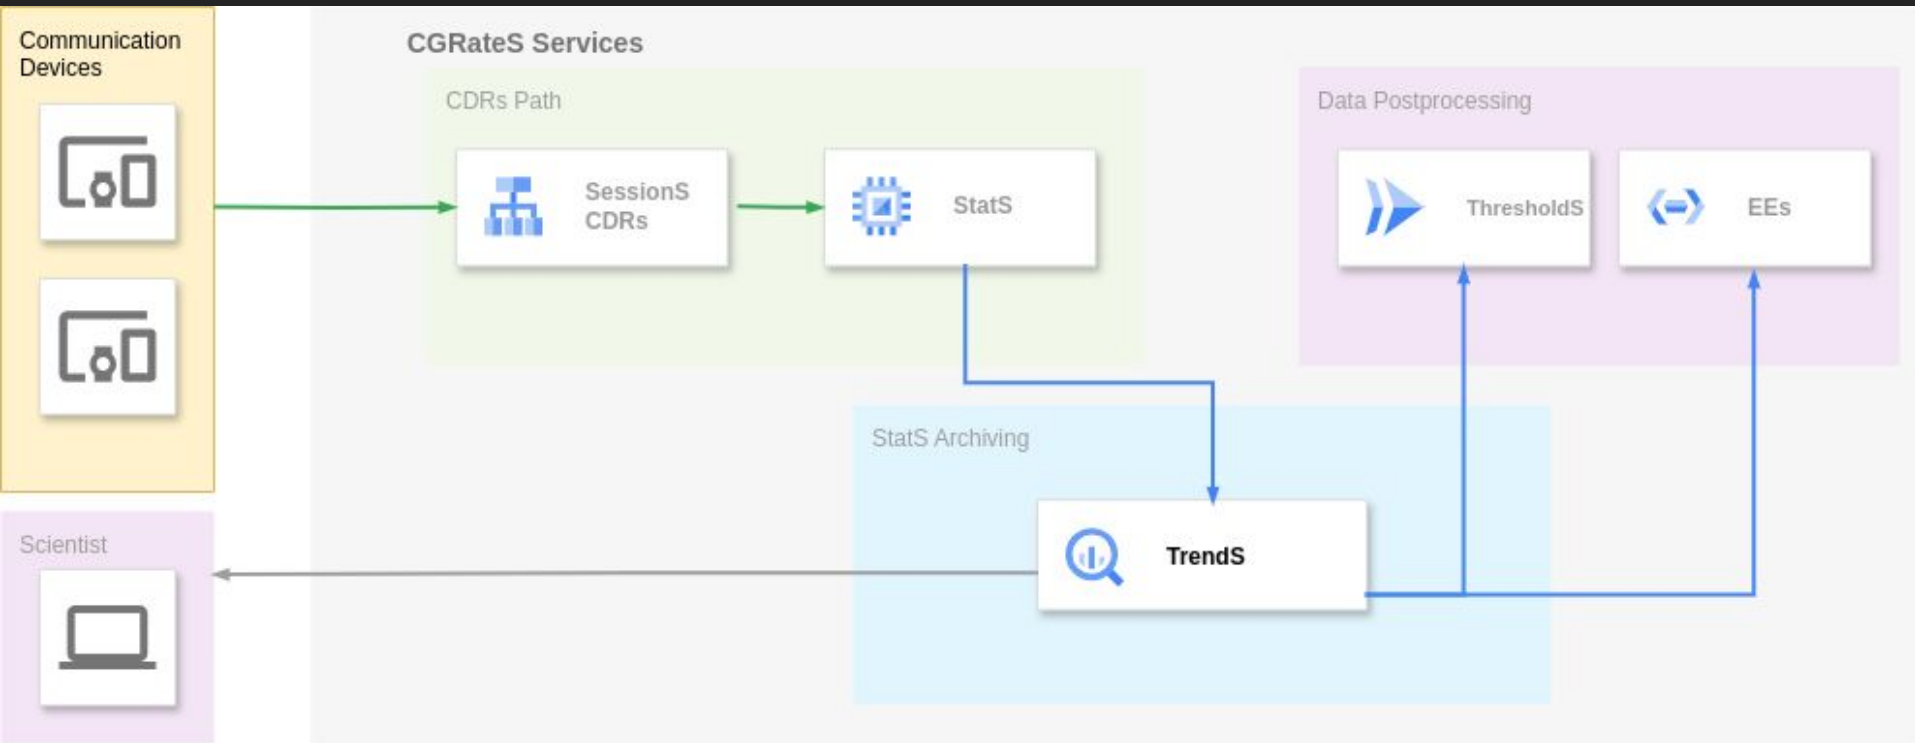 Communication
Devices
CGRateS Services
CDRs Path
SessionS
CDRs
StatS
Data Postprocessing
ThresholdS
EEs
StatS Archiving
TrendS
Scientist